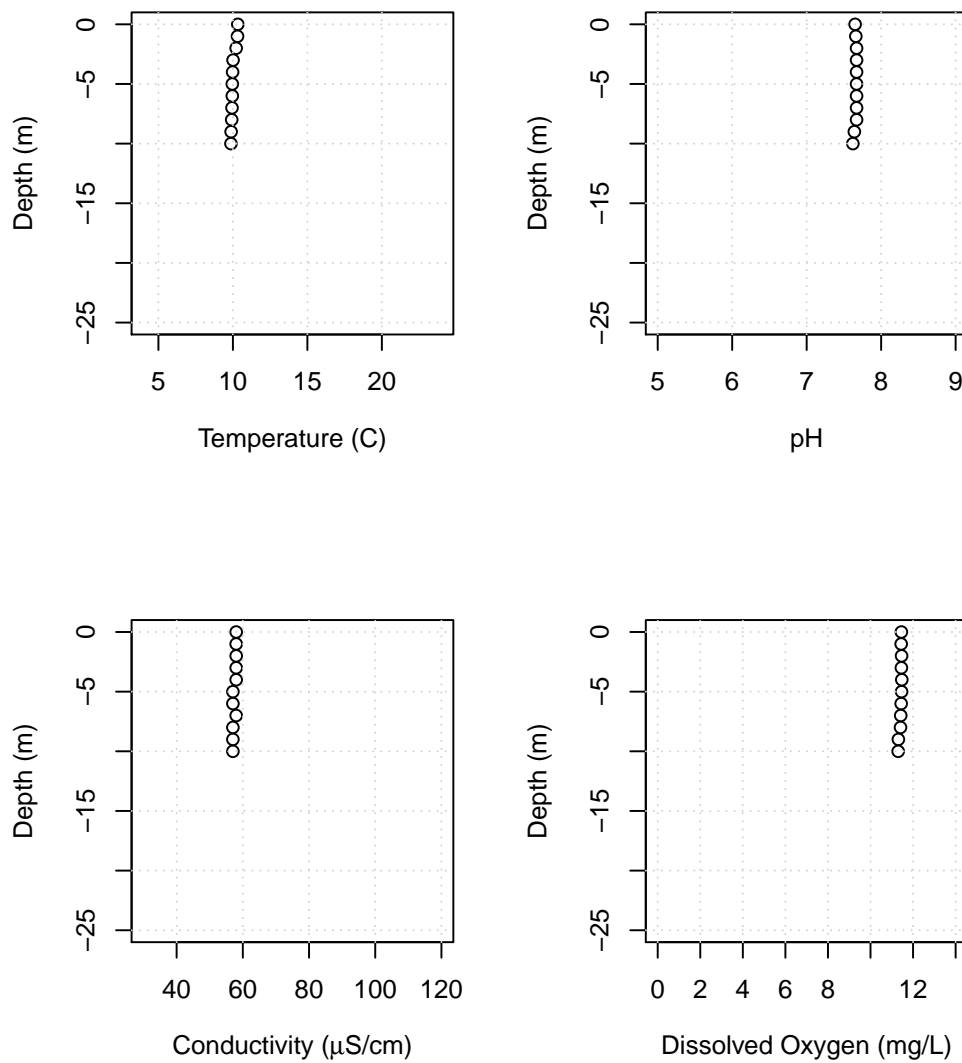 0
−5
−15
−25
Depth (m)
5 10 15 20
Temperature (C)
0
−5
−15
−25
Depth (m)
5 6 7 8 9
pH
0
−5
−15
−25
Depth (m)
40 60 80 100 120
Conductivity (μS/cm)
0
−5
−15
−25
Depth (m)
0 2 4 6 8 12
Dissolved Oxygen (mg/L)